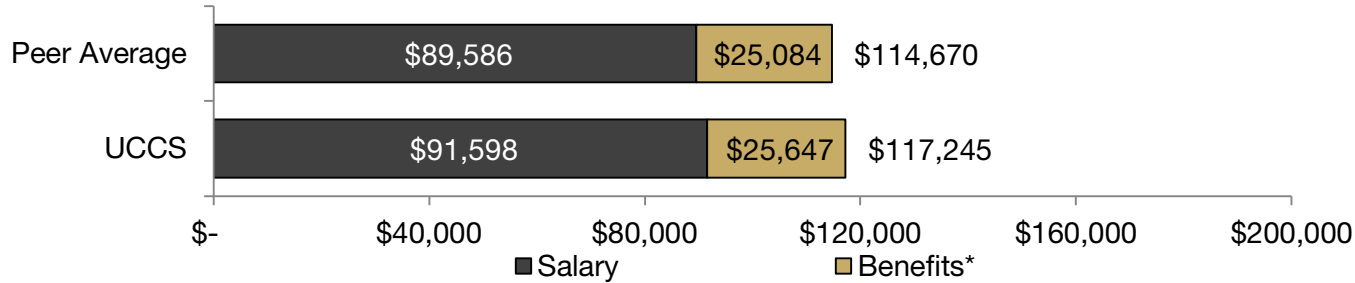 Peer Average $89,586 $25,084 $114,670
UCCS $91,598 $25,647 $117,245
$- $40,000 $80,000 $120,000 $160,000 $200,000
Salary Benefits*